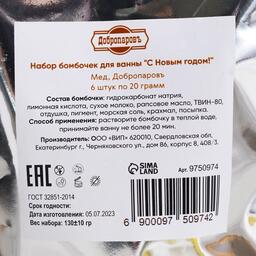 Добропаровъ
Набор бомбочек для ванны "С Новым годом!"
Мед, Добропаровъ
6 штук по 20 грамм
Состав бомбочки: гидрокарбонат натрия,
лимонная кислота, сухое молоко, рапсовое масло, ТВИН-80,
отдушка, пигмент, морская соль, крахмал, посыпка.
Способ применения: растворите бомбочку в теплой воде,
принимайте ванну не более 20 мин.
Производитель: ООО «ВИП» 620010, Свердловская обл.
Екатеринбург г., Черняховского ул., дом 86, корпус 8, 408/3.
EAC
SIMA LAND
Арт.: 9750974
ГОСТ 32851-2014
Срок годности:
Дата изготовления: 05.07.2023
Вес набора: 130±10 гр
6 900097 509742